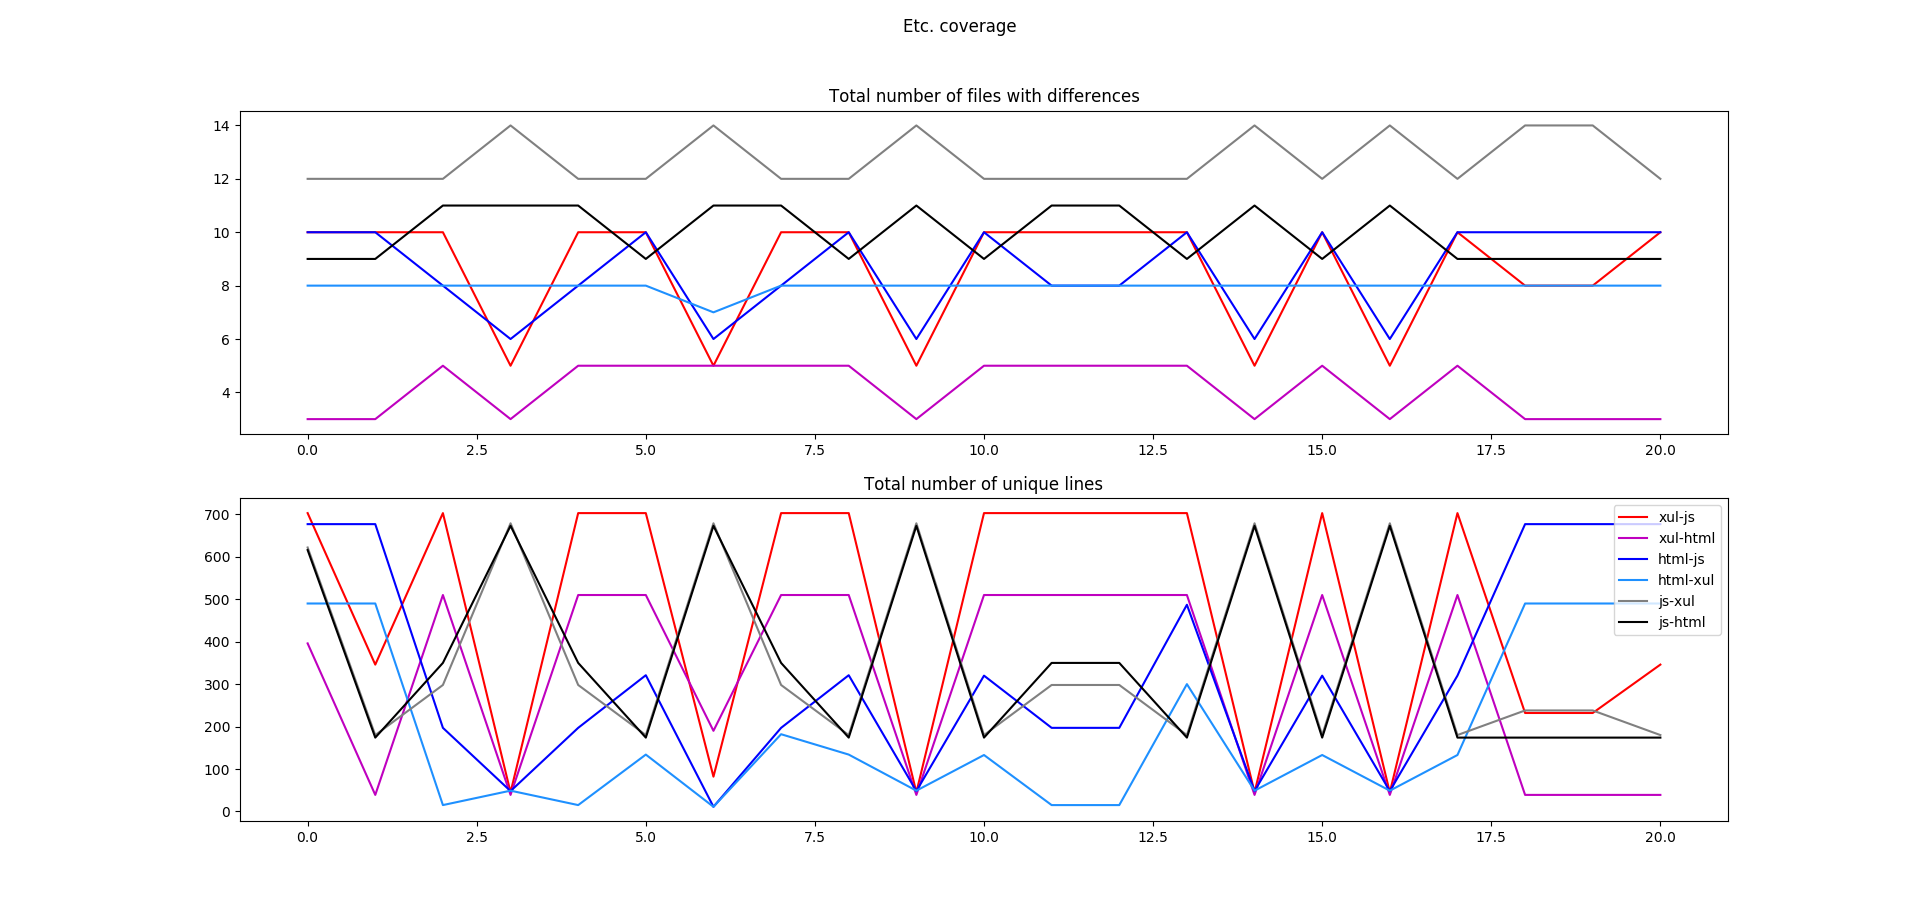 Etc. coverage
Total number of files with differences
14
12
10
8
6
4
0.0 2.5 5.0 7.5 10.0 12.5 15.0 17.5 20.0
Total number of unique lines
700
600
500
400
300
200
100
0
xul-js
xul-html
html-js
html-xul
js-xul
js-html
0.0 2.5 5.0 7.5 10.0 12.5 15.0 17.5 20.0